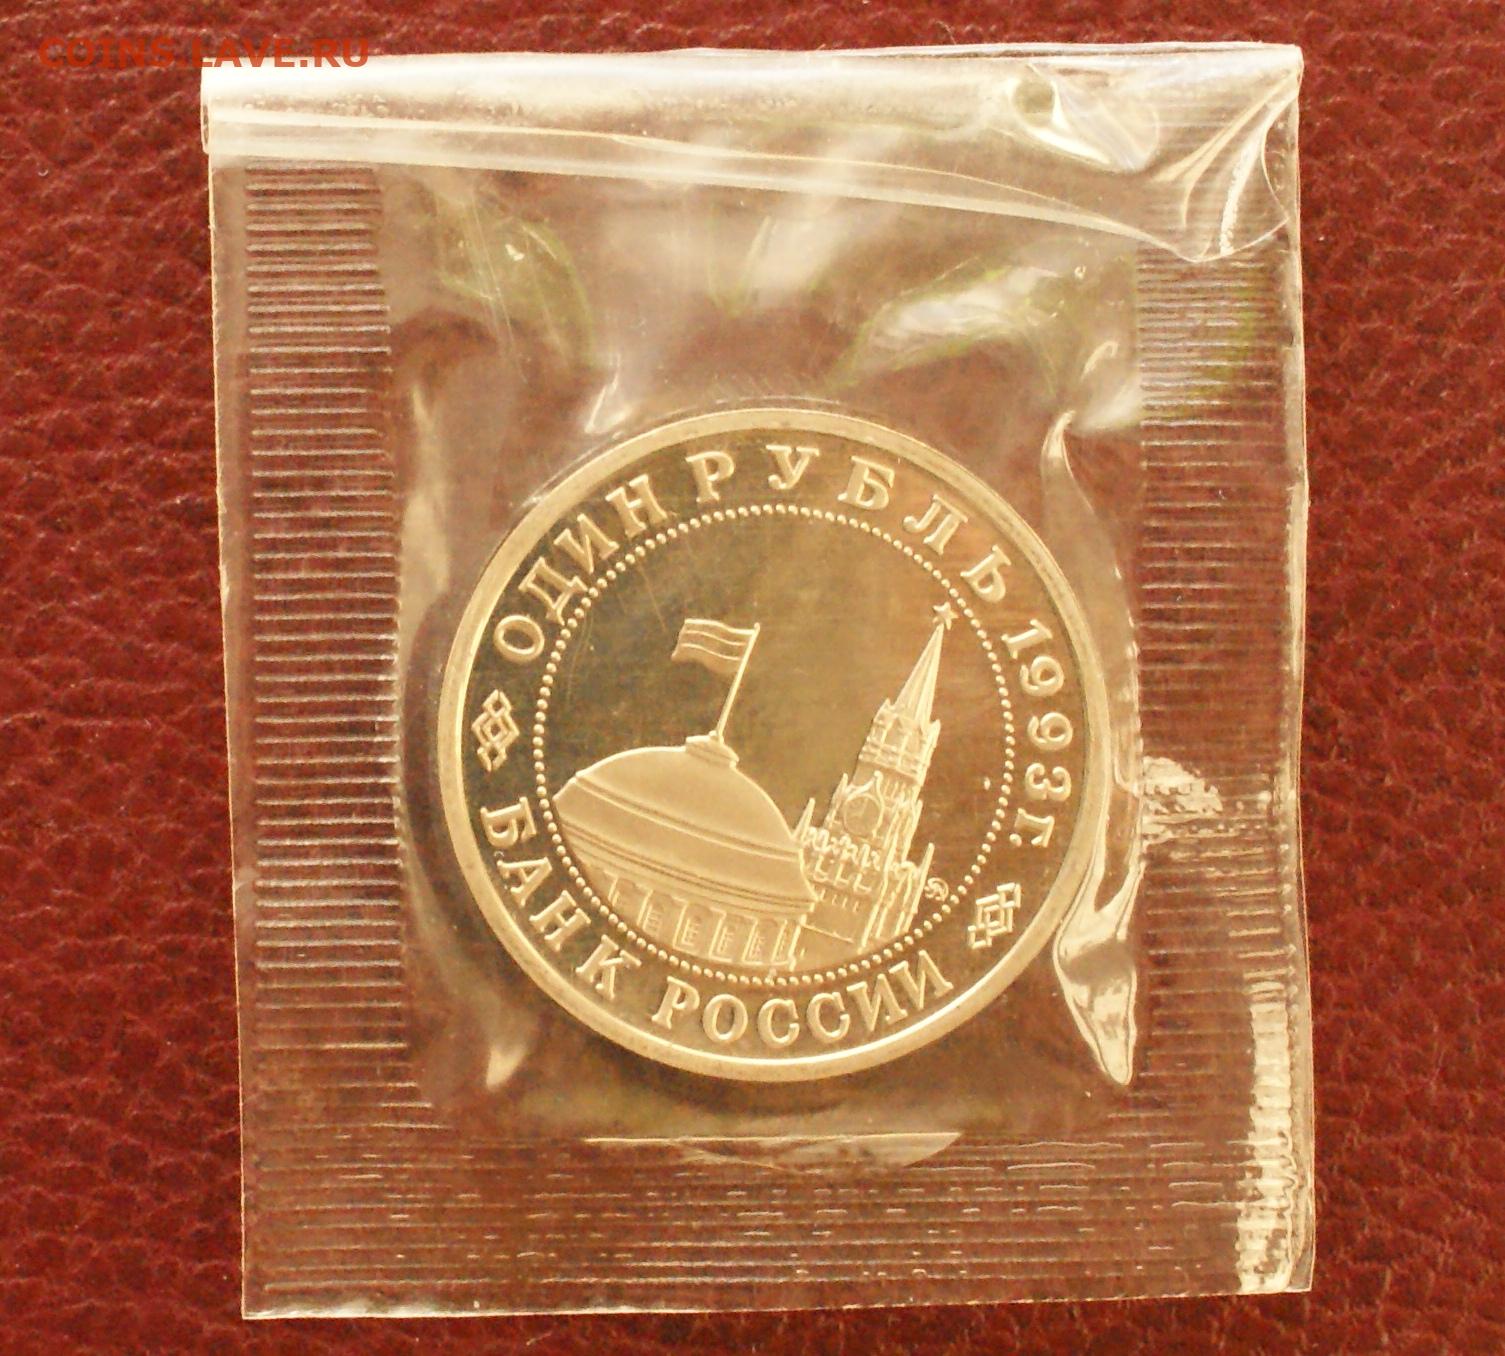 COINS.LAVE.RU
ОДИН РУБЛЬ 1993 Г.
БАНК РОССИИ